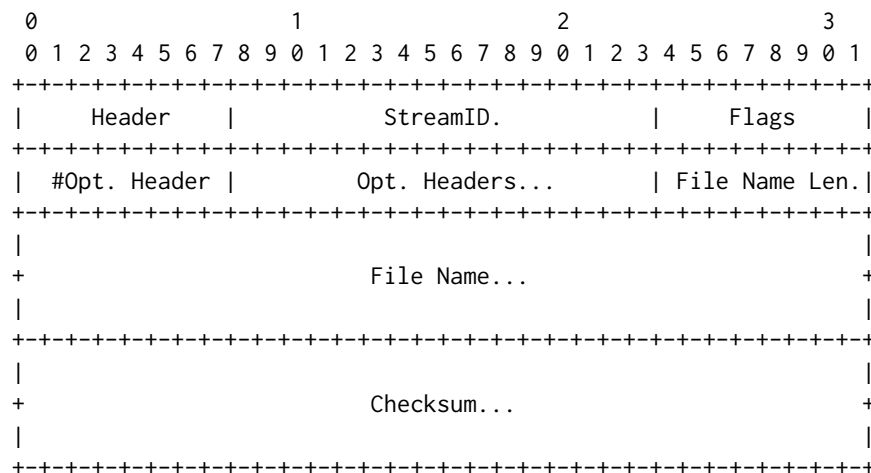 0                   1                   2                   3
 0 1 2 3 4 5 6 7 8 9 0 1 2 3 4 5 6 7 8 9 0 1 2 3 4 5 6 7 8 9 0 1
+-+-+-+-+-+-+-+-+-+-+-+-+-+-+-+-+-+-+-+-+-+-+-+-+-+-+-+-+-+-+-+-+
|     Header    |           StreamID.           |     Flags     |
+-+-+-+-+-+-+-+-+-+-+-+-+-+-+-+-+-+-+-+-+-+-+-+-+-+-+-+-+-+-+-+-+
|  #Opt. Header |         Opt. Headers...       | File Name Len.|
+-+-+-+-+-+-+-+-+-+-+-+-+-+-+-+-+-+-+-+-+-+-+-+-+-+-+-+-+-+-+-+-+
|                                                               |
+                          File Name...                         +
|                                                               |
+-+-+-+-+-+-+-+-+-+-+-+-+-+-+-+-+-+-+-+-+-+-+-+-+-+-+-+-+-+-+-+-+
|                                                               |
+                          Checksum...                          +
|                                                               |
+-+-+-+-+-+-+-+-+-+-+-+-+-+-+-+-+-+-+-+-+-+-+-+-+-+-+-+-+-+-+-+-+